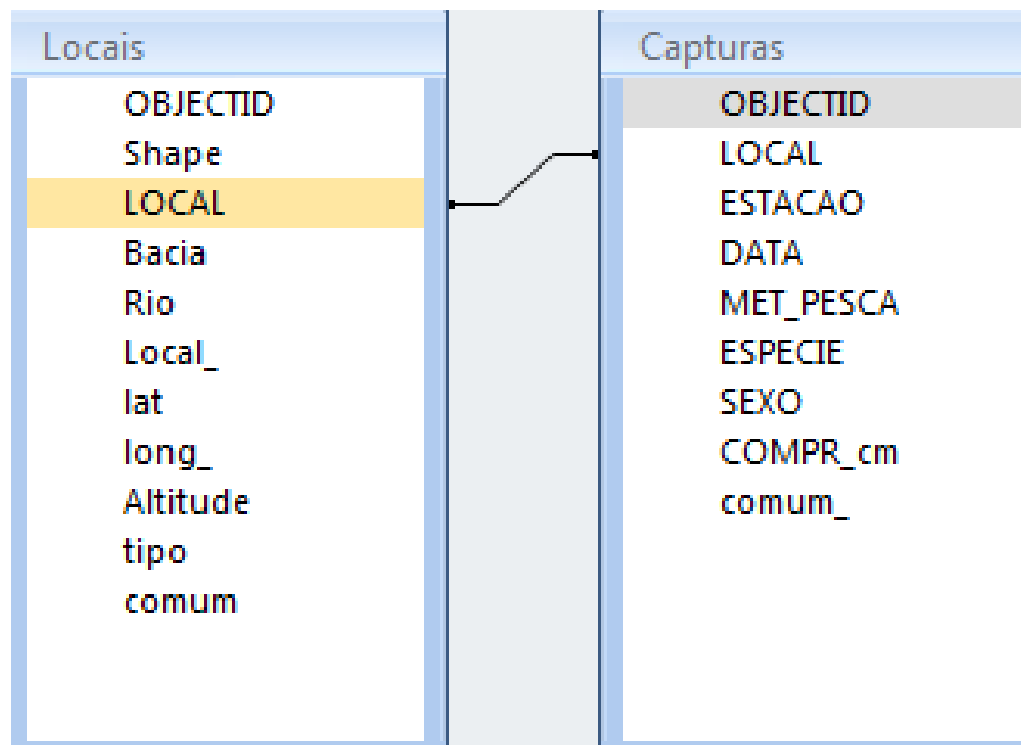 Locais
OBJECTID
Shape
LOCAL
Bacia
Rio
Local_
lat
long_
Altitude
tipo
comum
Capturas
OBJECTID
LOCAL
ESTACAO
DATA
MET_PESCA
ESPECIE
SEXO
COMPR_cm
comum_